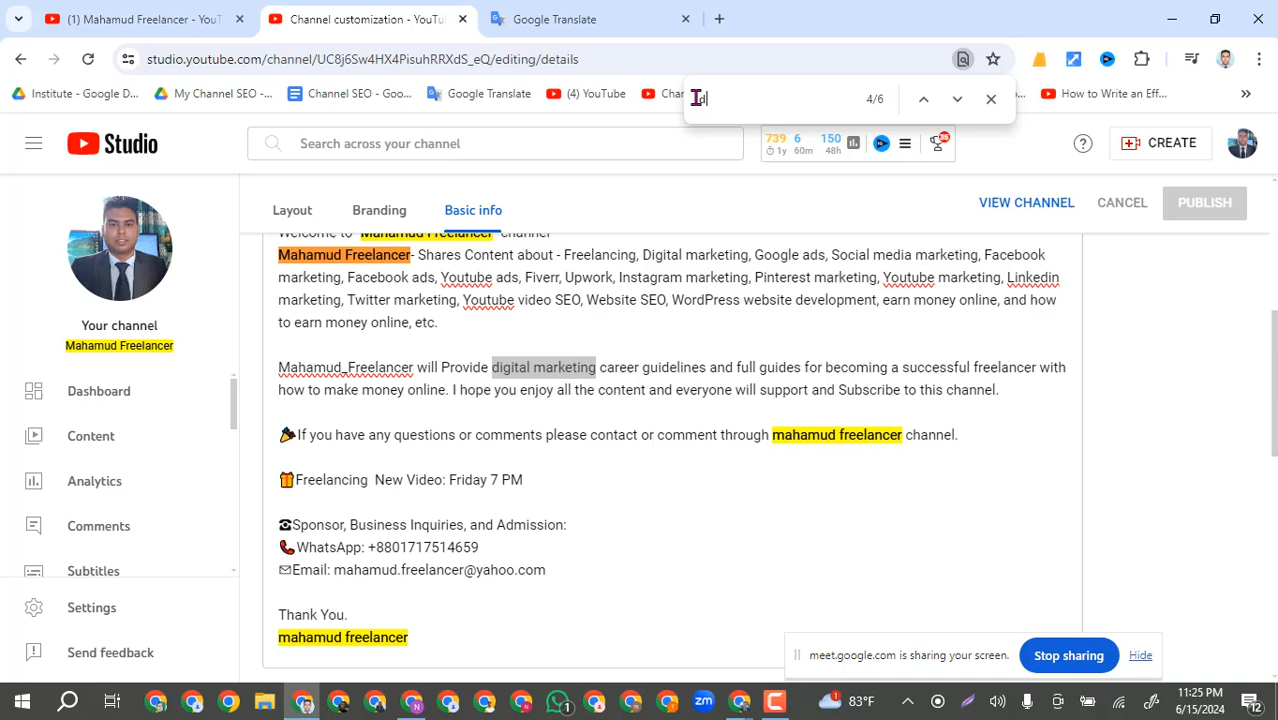 (1) Mahamud Freelancer - YouT
Channel customization - YouTu
Google Translate
studio.youtube.com/channel/UC8j6Sw4HX4PisuhRRXdS_eQ/editing/details
Institute - Google D...
My Channel SEO -...
Channel SEO - Goo...
Google Translate
(4) YouTube
How to Write an Eff...
4/6
Studio
Search across your channel
739 6 150
1y 60m 48h
CREATE
Layout
Branding
Basic info
VIEW CHANNEL
CANCEL
PUBLISH
Your channel
Mahamud Freelancer
Dashboard
Content
Analytics
Comments
Subtitles
Settings
Send feedback
Welcome to "Mahamud Freelancer" channel
Mahamud Freelancer- Shares Content about - Freelancing, Digital marketing, Google ads, Social media marketing, Facebook
marketing, Facebook ads, Youtube ads, Fiverr, Upwork, Instagram marketing, Pinterest marketing, Youtube marketing, Linkedin
marketing, Twitter marketing, Youtube video SEO, Website SEO, WordPress website development, earn money online, and how
to earn money online, etc.
Mahamud_Freelancer will Provide digital marketing career guidelines and full guides for becoming a successful freelancer with
how to make money online. I hope you enjoy all the content and everyone will support and Subscribe to this channel.
🎉If you have any questions or comments please contact or comment through mahamud freelancer channel.
🎁Freelancing New Video: Friday 7 PM
☎Sponsor, Business Inquiries, and Admission:
📞WhatsApp: +8801717514659
✉Email: mahamud.freelancer@yahoo.com
Thank You.
mahamud freelancer
meet.google.com is sharing your screen.
Stop sharing
Hide
83°F
11:25 PM
6/15/2024